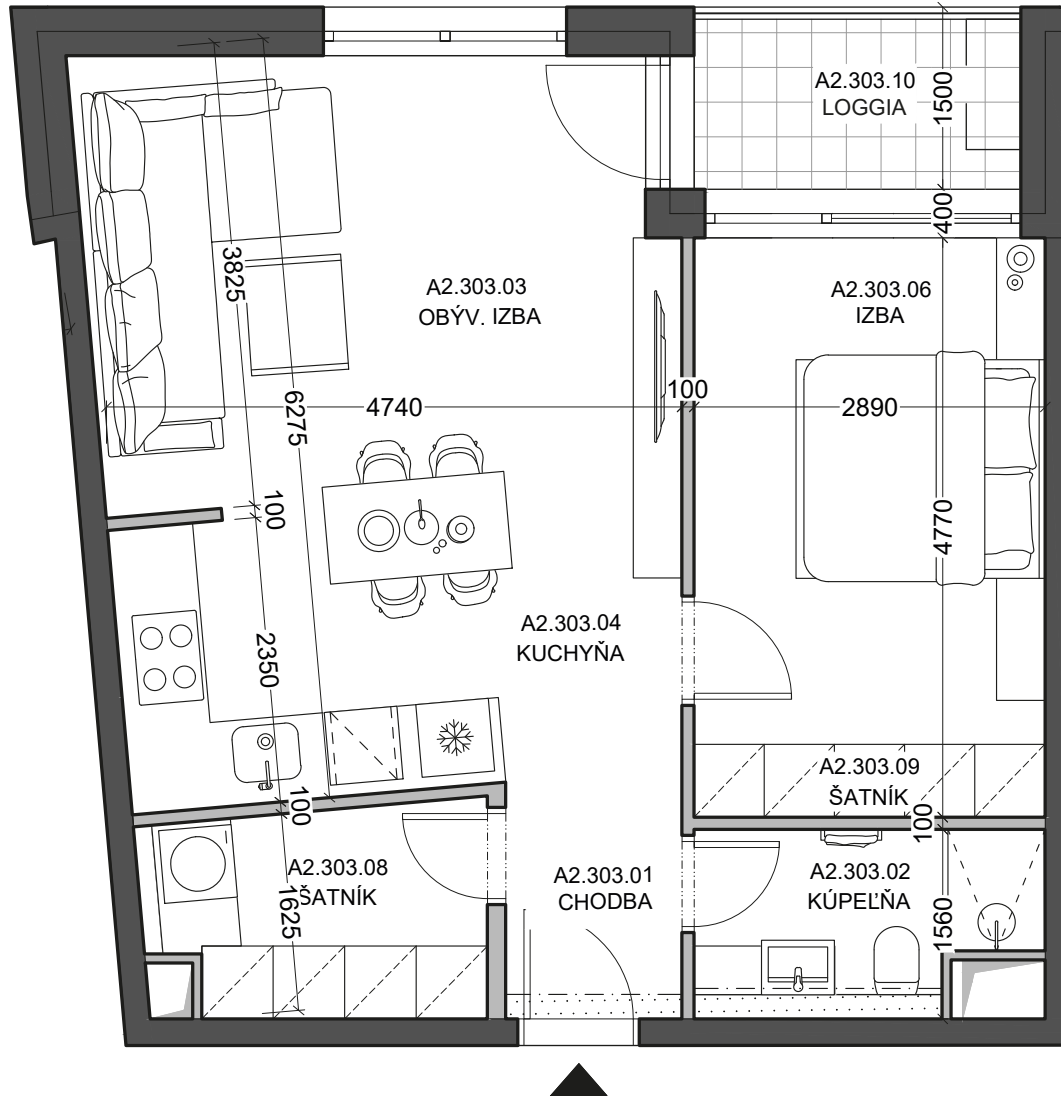 A2.303.10
LOGGIA
1500
400
3825
A2.303.03
OBÝV. IZBA
A2.303.06
IZBA
6275
4740
100
2890
100
4770
A2.303.04
KUCHYŇA
2350
A2.303.09
ŠATNÍK
100
100
A2.303.08
ŠATNÍK
1625
A2.303.01
CHODBA
A2.303.02
KÚPEĽŇA
1560